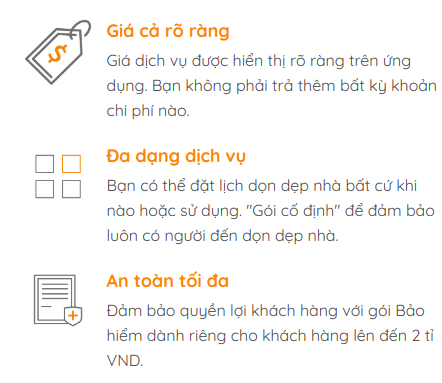 Giá cả rõ ràng
Giá dịch vụ được hiển thị rõ ràng trên ứng
dụng. Bạn không phải trả thêm bất kỳ khoản
chi phí nào.
Đa dạng dịch vụ
Bạn có thể đặt lịch dọn dẹp nhà bất cứ khi
nào hoặc sử dụng. "Gói cố định" để đảm bảo
luôn có người đến dọn dẹp nhà.
An toàn tối đa
Đảm bảo quyền lợi khách hàng với gói Bảo
hiểm dành riêng cho khách hàng lên đến 2 tỉ
VND.